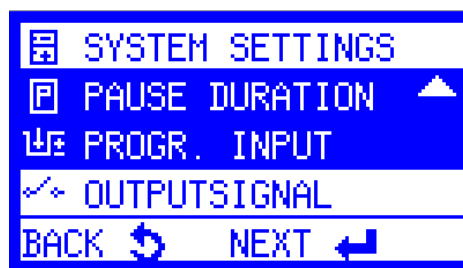 SYSTEM SETTINGS
P PAUSE DURATION
PROGR. INPUT
OUTPUTSIGNAL
BACK NEXT